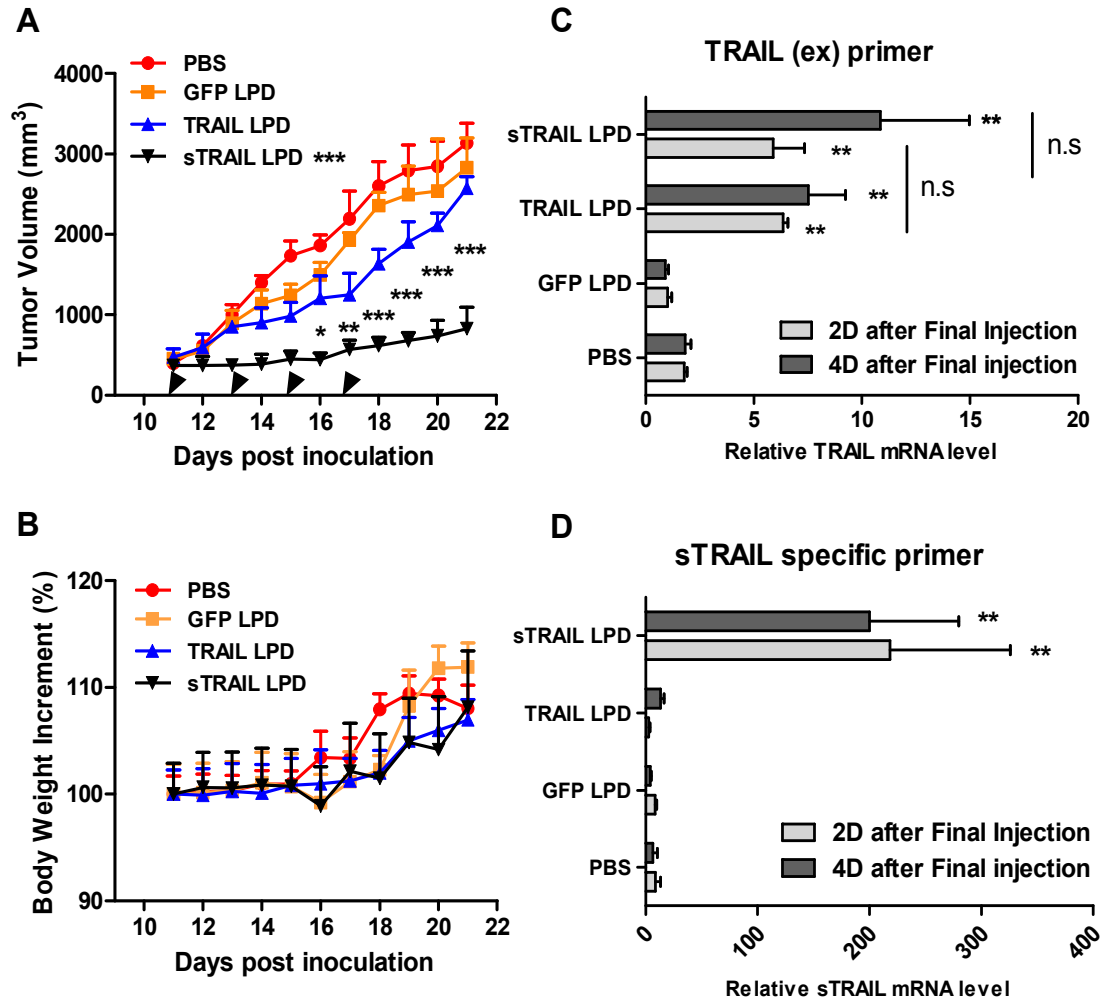 A
PBS
GFP LPD
TRAIL LPD
sTRAIL LPD ***
4000
3000
2000
1000
0
Tumor Volume (mm³)
***
***
***
***
**
*
10 12 14 16 18 20 22
Days post inoculation
B
PBS
GFP LPD
TRAIL LPD
sTRAIL LPD
120
110
100
90
Body Weight Increment (%)
10 12 14 16 18 20 22
Days post inoculation
C
TRAIL (ex) primer
sTRAIL LPD
TRAIL LPD
GFP LPD
PBS
**
**
**
**
n.s
n.s
2D after Final Injection
4D after Final injection
0 5 10 15 20
Relative TRAIL mRNA level
D
sTRAIL specific primer
sTRAIL LPD
TRAIL LPD
GFP LPD
PBS
**
**
2D after Final Injection
4D after Final injection
0 100 200 300 400
Relative sTRAIL mRNA level